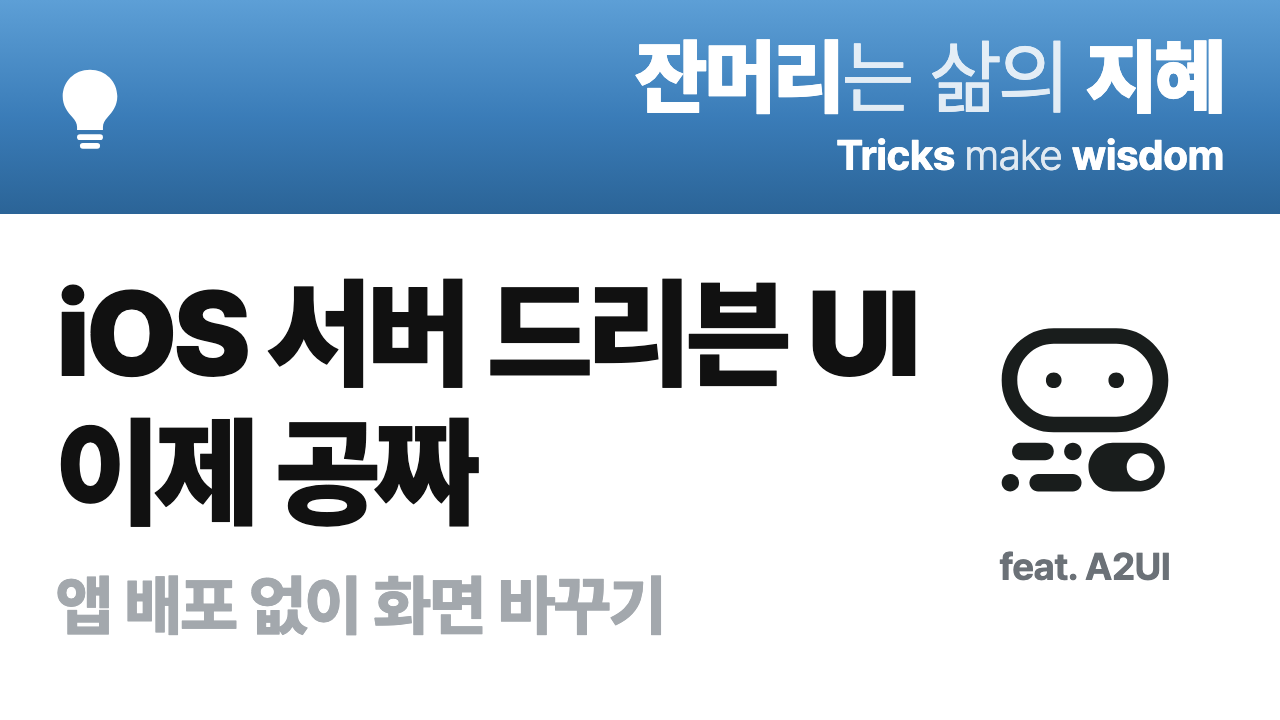 잔머리는 삶의 지혜
Tricks make wisdom
iOS 서버 드리븐 UI
이제 공짜
앱 배포 없이 화면 바꾸기
feat. A2UI